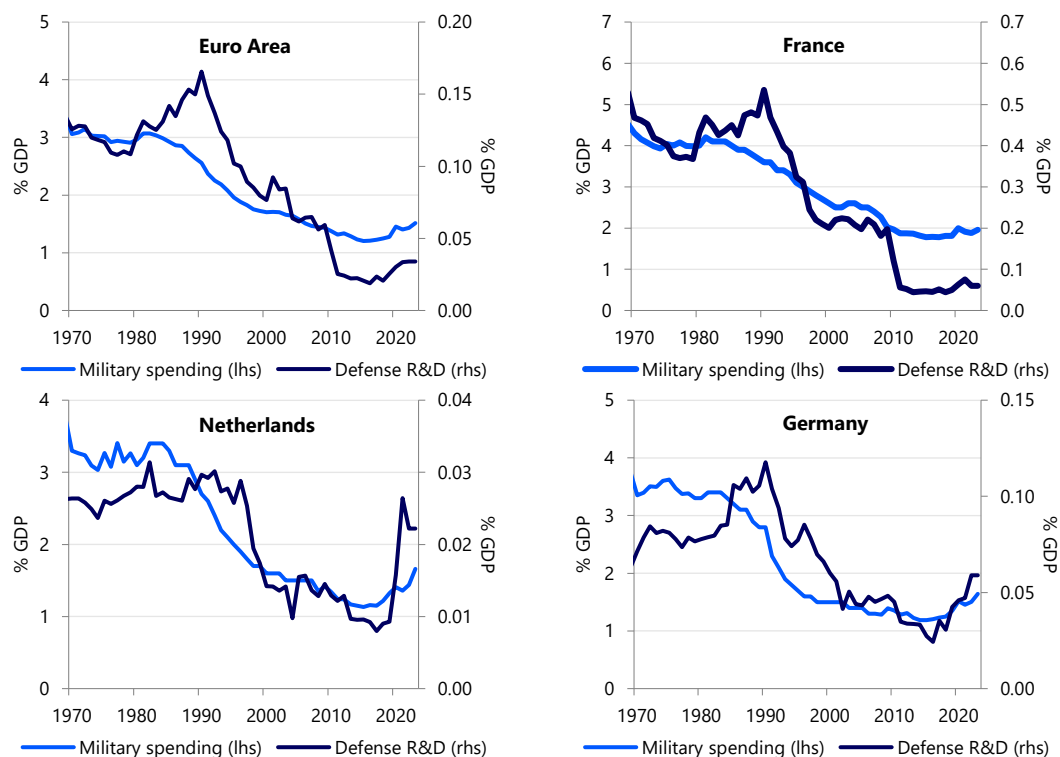 Euro Area
5
4
3
2
1
0
% GDP
0.20
0.15
0.10
0.05
0.00
% GDP
1970 1980 1990 2000 2010 2020
Military spending (lhs) Defense R&D (rhs)
France
7
6
5
4
3
2
1
0
% GDP
0.7
0.6
0.5
0.4
0.3
0.2
0.1
0.0
% GDP
1970 1980 1990 2000 2010 2020
Military spending (lhs) Defense R&D (rhs)
Netherlands
4
3
2
1
0
% GDP
0.04
0.03
0.02
0.01
0.00
% GDP
1970 1980 1990 2000 2010 2020
Military spending (lhs) Defense R&D (rhs)
Germany
5
4
3
2
1
0
% GDP
0.15
0.10
0.05
0.00
% GDP
1970 1980 1990 2000 2010 2020
Military spending (lhs) Defense R&D (rhs)